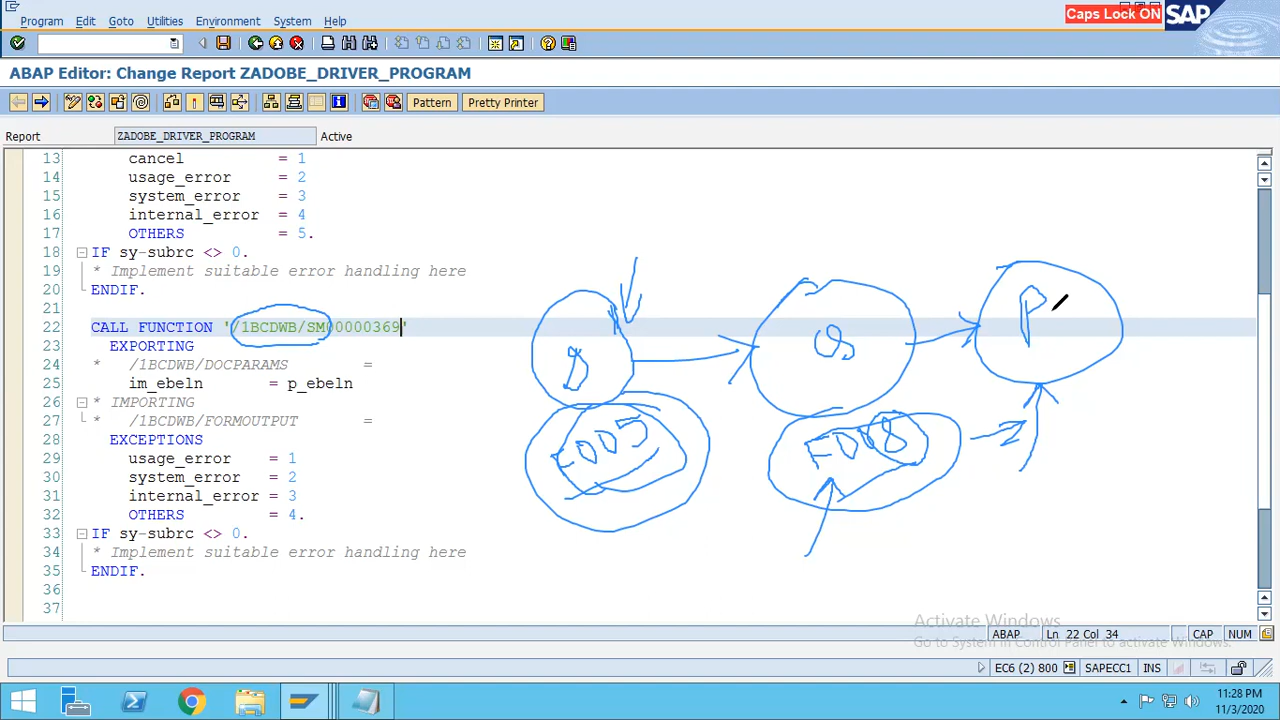 Caps Lock ON
SAP
Program Edit Goto Utilities Environment System Help
ABAP Editor: Change Report ZADOBE_DRIVER_PROGRAM
Pattern Pretty Printer
Report ZADOBE_DRIVER_PROGRAM Active
13 cancel = 1
14 usage_error = 2
15 system_error = 3
16 internal_error = 4
17 OTHERS = 5.
18 IF sy-subrc <> 0.
19 * Implement suitable error handling here
20 ENDIF.
21
22 CALL FUNCTION '/1BCDWB/SM00000369'
23 EXPORTING
24 * /1BCDWB/DOCPARAMS =
25 im_ebeln = p_ebeln
26 * IMPORTING
27 * /1BCDWB/FORMOUTPUT =
28 EXCEPTIONS
29 usage_error = 1
30 system_error = 2
31 internal_error = 3
32 OTHERS = 4.
33 IF sy-subrc <> 0.
34 * Implement suitable error handling here
35 ENDIF.
36
37
P
Activate Windows
Go to System in Control Panel to activate Windows.
ABAP Ln 22 Col 34 CAP NUM
EC6 (2) 800 SAPECC1 INS
11:28 PM
11/3/2020